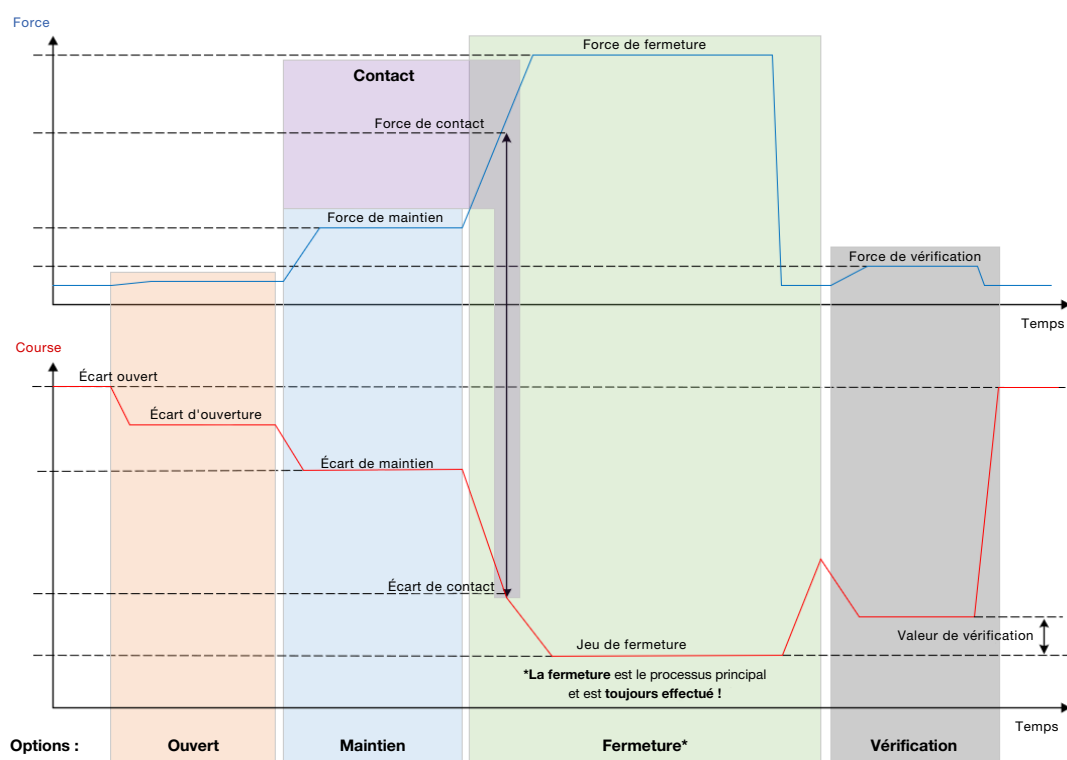 Force
Force de fermeture
Contact
Force de contact
Force de maintien
Force de vérification
Temps
Course
Écart ouvert
Écart d'ouverture
Écart de maintien
Écart de contact
Valeur de vérification
Jeu de fermeture
*La fermeture est le processus principal
et est toujours effectué !
Temps
Options : Ouvert Maintien Fermeture* Vérification